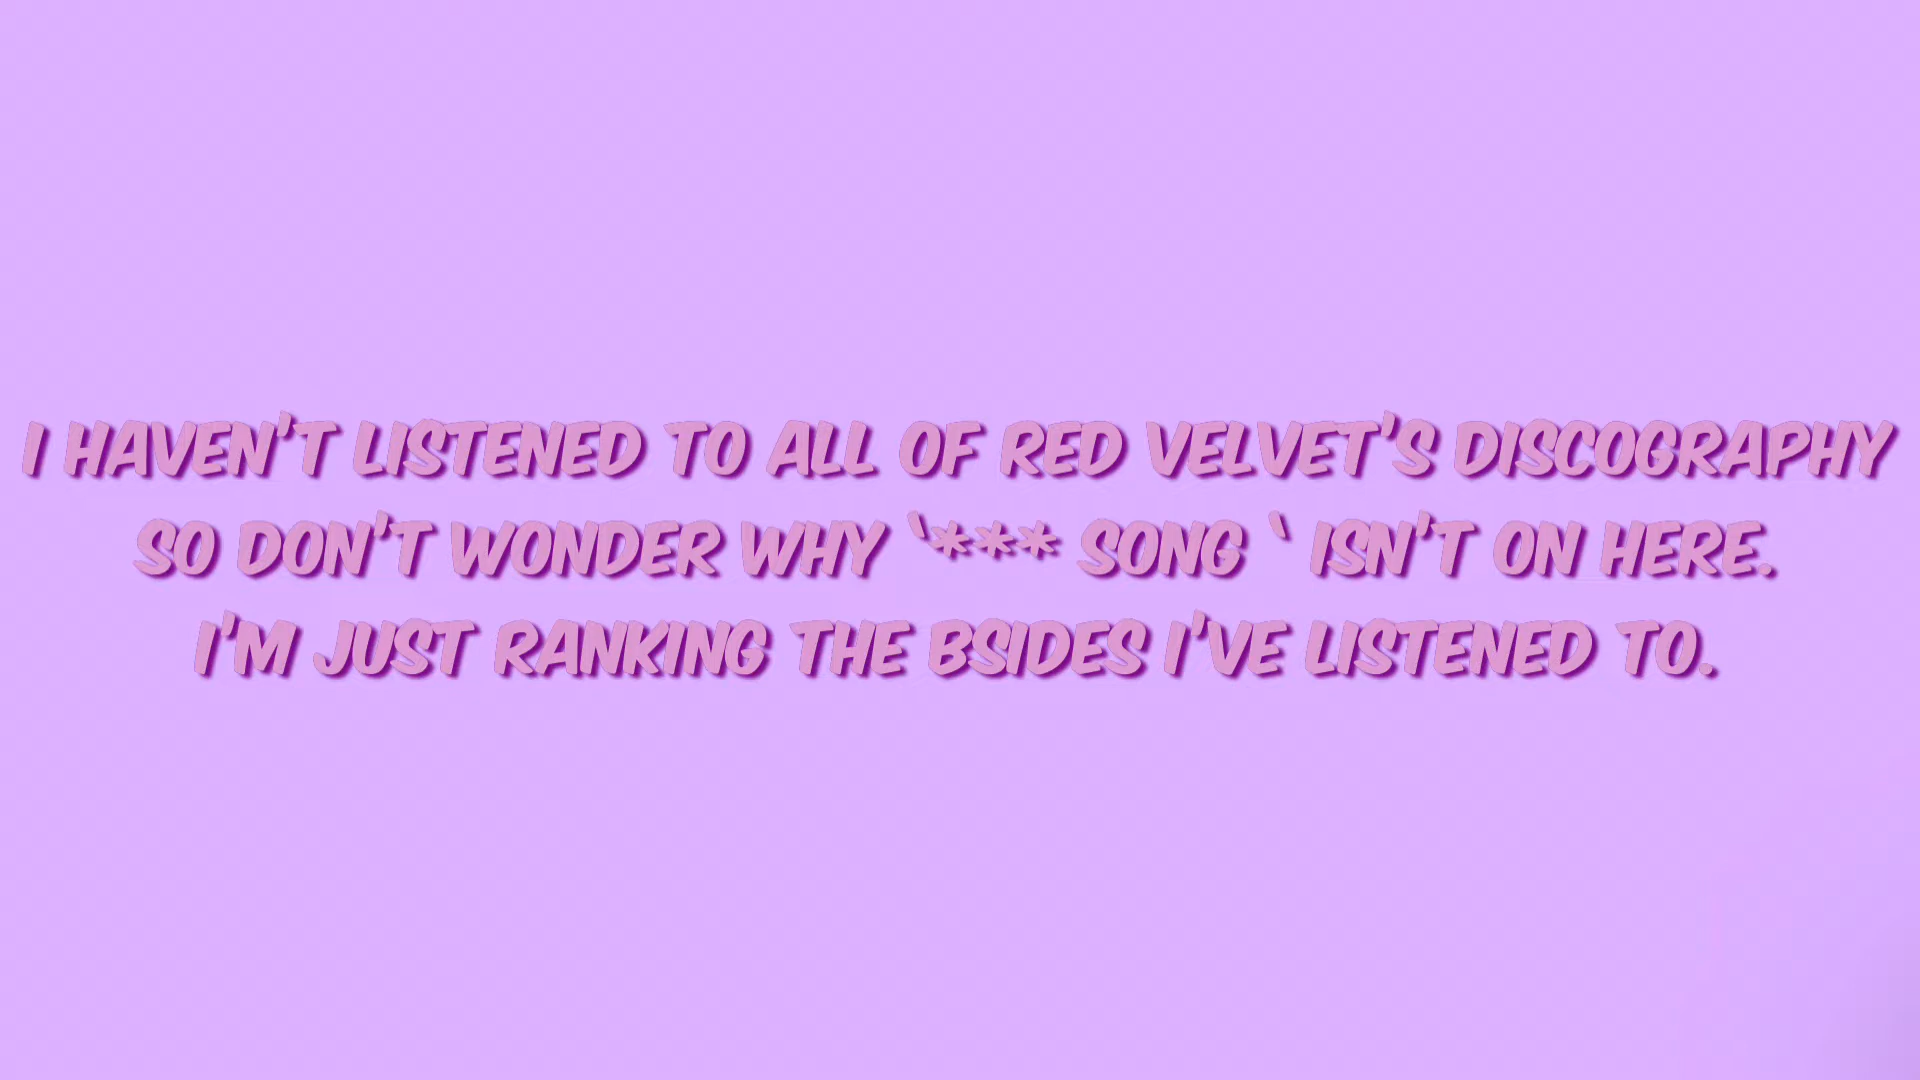 I HAVEN'T LISTENED TO ALL OF RED VELVET'S DISCOGRAPHY
SO DON'T WONDER WHY `*** SONG ` ISN'T ON HERE.
I'M JUST RANKING THE BSIDES I'VE LISTENED TO.